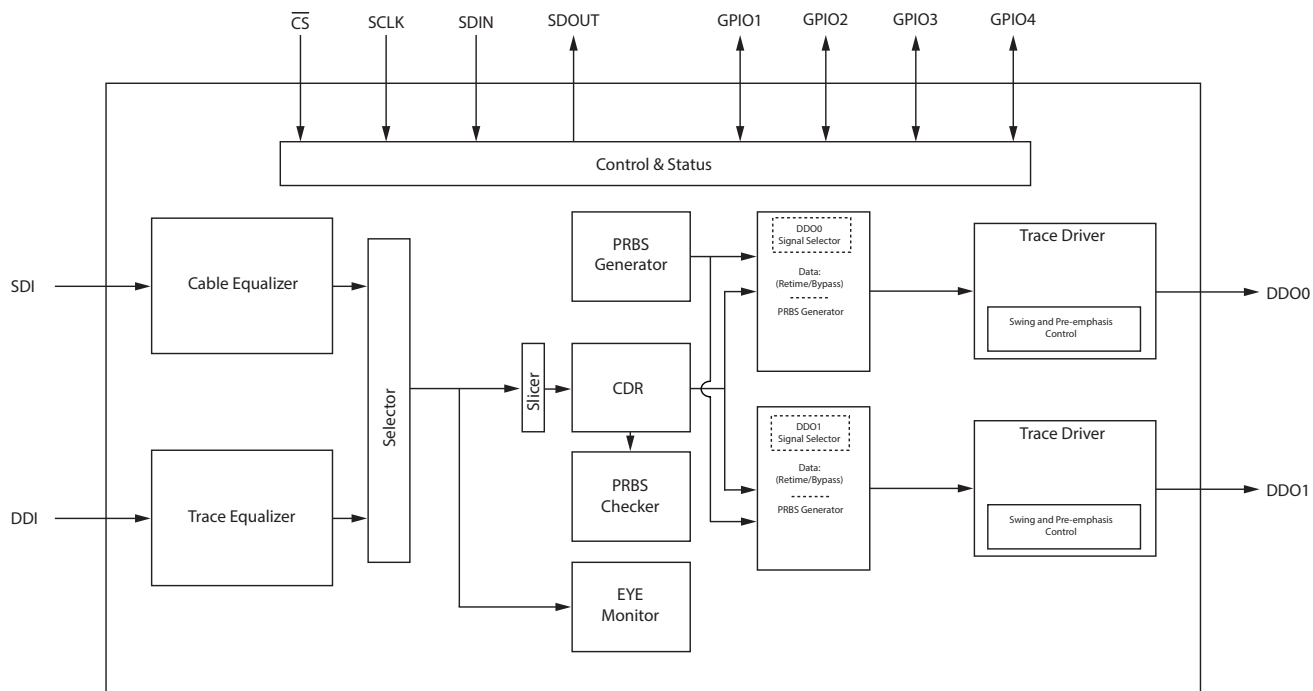 CS
SCLK
SDIN
SDOUT
GPIO1
GPIO2
GPIO3
GPIO4
Control & Status
SDI
Cable Equalizer
DDI
Trace Equalizer
Selector
Slicer
PRBS
Generator
CDR
PRBS
Checker
EYE
Monitor
DDO0
Signal Selector
Data:
(Retime/Bypass)
PRBS Generator
DDO1
Signal Selector
Data:
(Retime/Bypass)
PRBS Generator
Trace Driver
Swing and Pre-emphasis
Control
DDO0
Trace Driver
Swing and Pre-emphasis
Control
DDO1